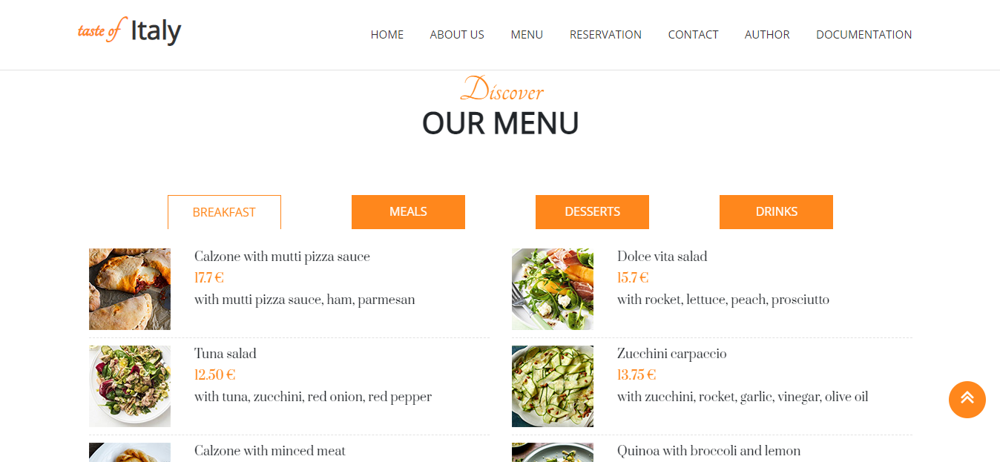 taste of Italy
HOME ABOUT US MENU RESERVATION CONTACT AUTHOR DOCUMENTATION
Discover
OUR MENU
BREAKFAST MEALS DESSERTS DRINKS
Calzone with mutti pizza sauce
17.7 €
with mutti pizza sauce, ham, parmesan
Dolce vita salad
15.7 €
with rocket, lettuce, peach, prosciutto
Tuna salad
12.50 €
with tuna, zucchini, red onion, red pepper
Zucchini carpaccio
13.75 €
with zucchini, rocket, garlic, vinegar, olive oil
Calzone with minced meat
Quinoa with broccoli and lemon